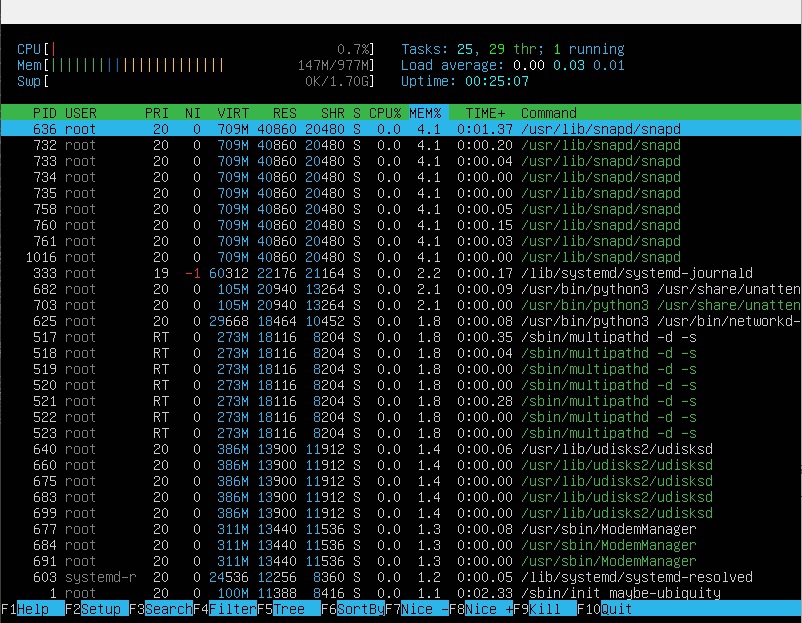 CPU[| 0.7%] Tasks: 25, 29 thr; 1 running
Mem[|||||||||||||||||||||| 147M/977M] Load average: 0.00 0.03 0.01
Swp[ 0K/1.70G] Uptime: 00:25:07
PID USER PRI NI VIRT RES SHR S CPU% MEM% TIME+ Command
636 root 20 0 709M 40860 20480 S 0.0 4.1 0:01.37 /usr/lib/snapd/snapd
732 root 20 0 709M 40860 20480 S 0.0 4.1 0:00.20 /usr/lib/snapd/snapd
733 root 20 0 709M 40860 20480 S 0.0 4.1 0:00.04 /usr/lib/snapd/snapd
734 root 20 0 709M 40860 20480 S 0.0 4.1 0:00.00 /usr/lib/snapd/snapd
735 root 20 0 709M 40860 20480 S 0.0 4.1 0:00.00 /usr/lib/snapd/snapd
758 root 20 0 709M 40860 20480 S 0.0 4.1 0:00.05 /usr/lib/snapd/snapd
760 root 20 0 709M 40860 20480 S 0.0 4.1 0:00.15 /usr/lib/snapd/snapd
761 root 20 0 709M 40860 20480 S 0.0 4.1 0:00.03 /usr/lib/snapd/snapd
1016 root 20 0 709M 40860 20480 S 0.0 4.1 0:00.00 /usr/lib/snapd/snapd
333 root 19 -1 60312 22176 21164 S 0.0 2.2 0:00.17 /lib/systemd/systemd-journald
682 root 20 0 105M 20940 13264 S 0.0 2.1 0:00.09 /usr/bin/python3 /usr/share/unatten
703 root 20 0 105M 20940 13264 S 0.0 2.1 0:00.00 /usr/bin/python3 /usr/share/unatten
625 root 20 0 29668 18464 10452 S 0.0 1.8 0:00.08 /usr/bin/python3 /usr/bin/networkd-
517 root RT 0 273M 18116 8204 S 0.0 1.8 0:00.35 /sbin/multipathd -d -s
518 root RT 0 273M 18116 8204 S 0.0 1.8 0:00.04 /sbin/multipathd -d -s
519 root RT 0 273M 18116 8204 S 0.0 1.8 0:00.00 /sbin/multipathd -d -s
520 root RT 0 273M 18116 8204 S 0.0 1.8 0:00.00 /sbin/multipathd -d -s
521 root RT 0 273M 18116 8204 S 0.0 1.8 0:00.28 /sbin/multipathd -d -s
522 root RT 0 273M 18116 8204 S 0.0 1.8 0:00.00 /sbin/multipathd -d -s
523 root RT 0 273M 18116 8204 S 0.0 1.8 0:00.00 /sbin/multipathd -d -s
640 root 20 0 386M 13900 11912 S 0.0 1.4 0:00.06 /usr/lib/udisks2/udisksd
660 root 20 0 386M 13900 11912 S 0.0 1.4 0:00.00 /usr/lib/udisks2/udisksd
675 root 20 0 386M 13900 11912 S 0.0 1.4 0:00.00 /usr/lib/udisks2/udisksd
683 root 20 0 386M 13900 11912 S 0.0 1.4 0:00.00 /usr/lib/udisks2/udisksd
699 root 20 0 386M 13900 11912 S 0.0 1.4 0:00.00 /usr/lib/udisks2/udisksd
677 root 20 0 311M 13440 11536 S 0.0 1.3 0:00.08 /usr/sbin/ModemManager
684 root 20 0 311M 13440 11536 S 0.0 1.3 0:00.00 /usr/sbin/ModemManager
691 root 20 0 311M 13440 11536 S 0.0 1.3 0:00.00 /usr/sbin/ModemManager
603 systemd-r 20 0 24536 12256 8360 S 0.0 1.2 0:00.05 /lib/systemd/systemd-resolved
1 root 20 0 100M 11388 8416 S 0.0 1.1 0:02.33 /sbin/init maybe-ubiquity
F1Help F2Setup F3SearchF4FilterF5Tree F6SortByF7Nice -F8Nice +F9Kill F10Quit